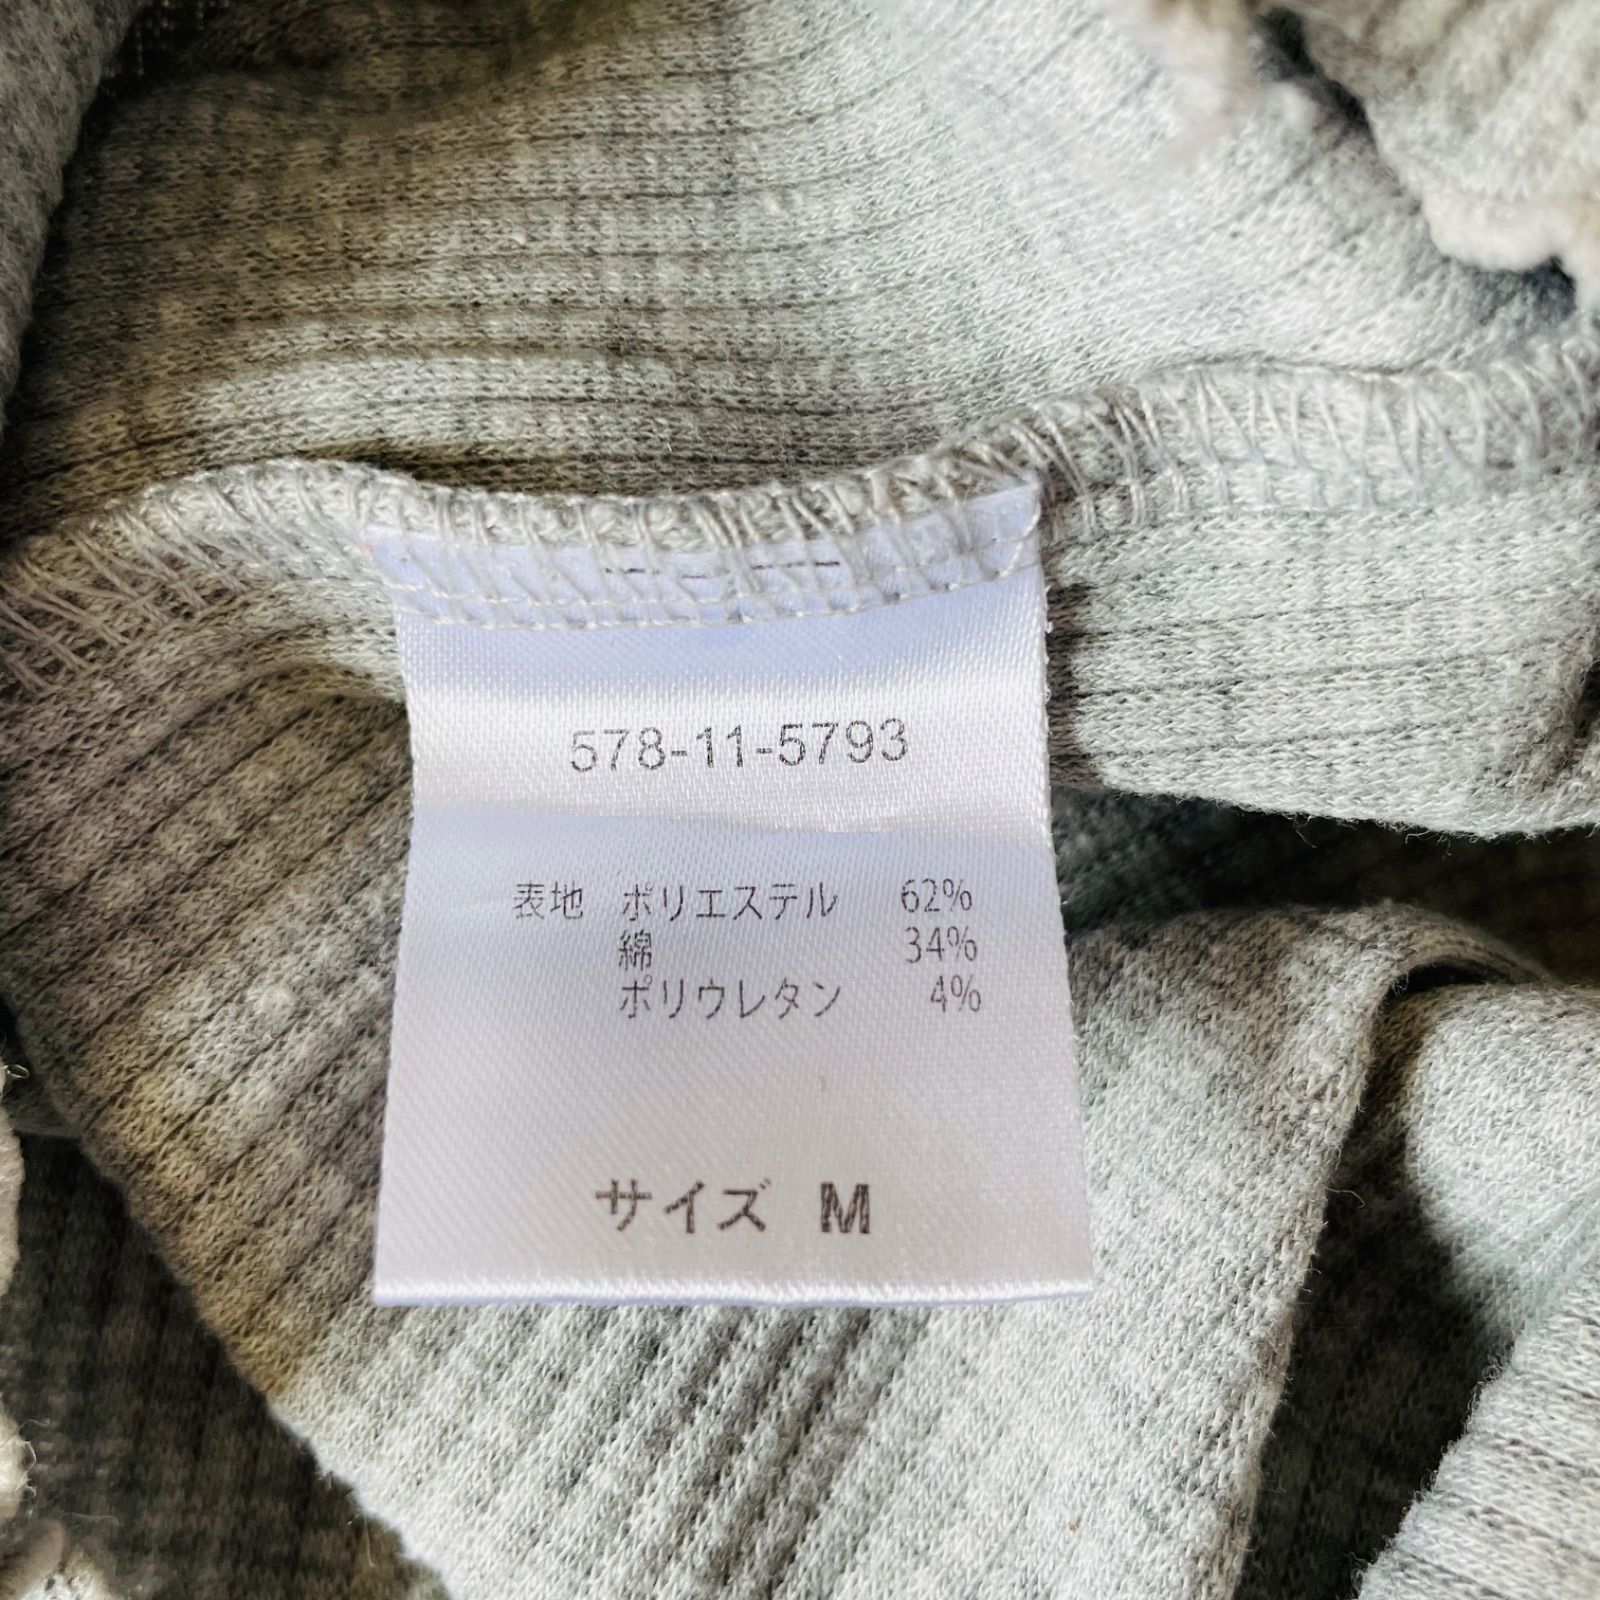 578-11-5793
表地 ポリエステル 62%
綿 34%
ポリウレタン 4%
サイズ M